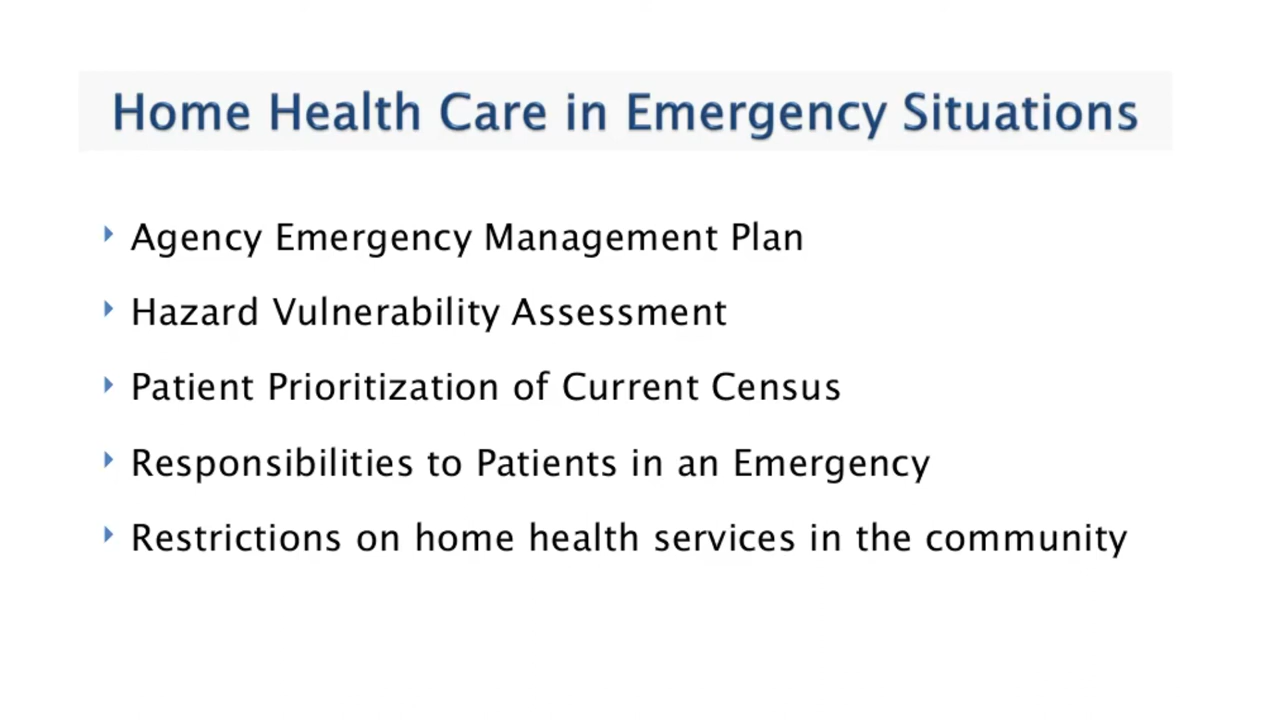 Home Health Care in Emergency Situations
Agency Emergency Management Plan
Hazard Vulnerability Assessment
Patient Prioritization of Current Census
Responsibilities to Patients in an Emergency
Restrictions on home health services in the community